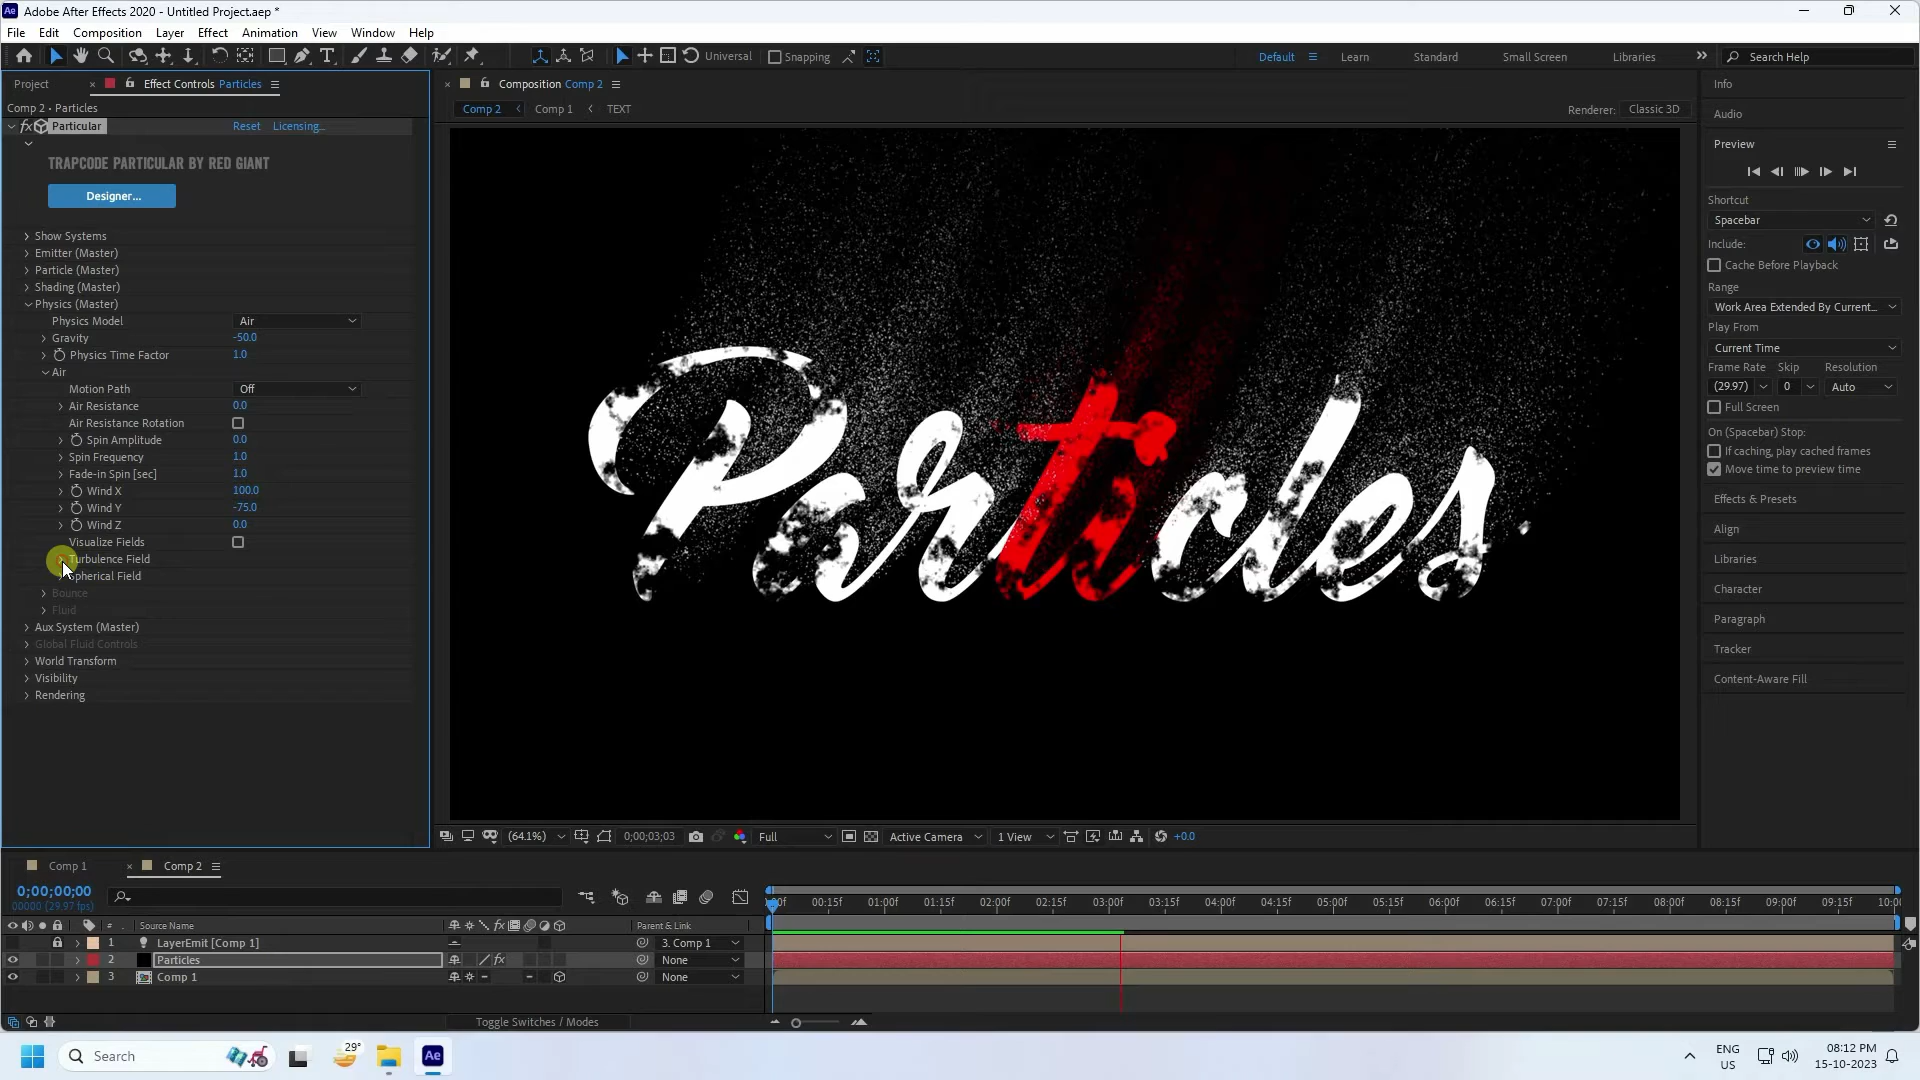 Adobe After Effects 2020 - Untitled Project.aep *
File Edit Composition Layer Effect Animation View Window Help
Universal Snapping Default Learn Standard Small Screen Libraries Search Help
Project Effect Controls Particles Composition Comp 2 Info
Comp 2 • Particles Comp 2 Comp 1 TEXT Renderer: Classic 3D
fx Particular Reset Licensing...
Audio
TRAPCODE PARTICULAR BY RED GIANT
Designer...
Show Systems
Emitter (Master)
Particle (Master)
Shading (Master)
Physics (Master)
Physics Model Air
Gravity -50.0
Physics Time Factor 1.0
Air
Motion Path Off
Air Resistance 0.0
Air Resistance Rotation
Spin Amplitude 0.0
Spin Frequency 1.0
Fade-in Spin [sec] 1.0
Wind X 100.0
Wind Y -75.0
Wind Z 0.0
Visualize Fields
Turbulence Field
Spherical Field
Bounce
Fluid
Aux System (Master)
Global Fluid Controls
World Transform
Visibility
Rendering
Particles
Preview
Shortcut
Spacebar
Include:
Cache Before Playback
Range
Work Area Extended By Current...
Play From
Current Time
Frame Rate Skip Resolution
(29.97) 0 Auto
Full Screen
On (Spacebar) Stop:
If caching, play cached frames
Move time to preview time
Effects & Presets
Align
Libraries
Character
Paragraph
Tracker
Content-Aware Fill
(64.1%) 0;00;03;03 Full Active Camera 1 View +0.0
Comp 1 Comp 2
0;00;00;00
00000 (29.97 fps)
:00f 00:15f 01:00f 01:15f 02:00f 02:15f 03:00f 03:15f 04:00f 04:15f 05:00f 05:15f 06:00f 06:15f 07:00f 07:15f 08:00f 08:15f 09:00f 09:15f 10:0
# . Source Name fx Parent & Link
1 LayerEmit [Comp 1] 3. Comp 1
2 Particles fx None
3 Comp 1 None
Toggle Switches / Modes
Search 29° Ae ENG US 08:12 PM 15-10-2023